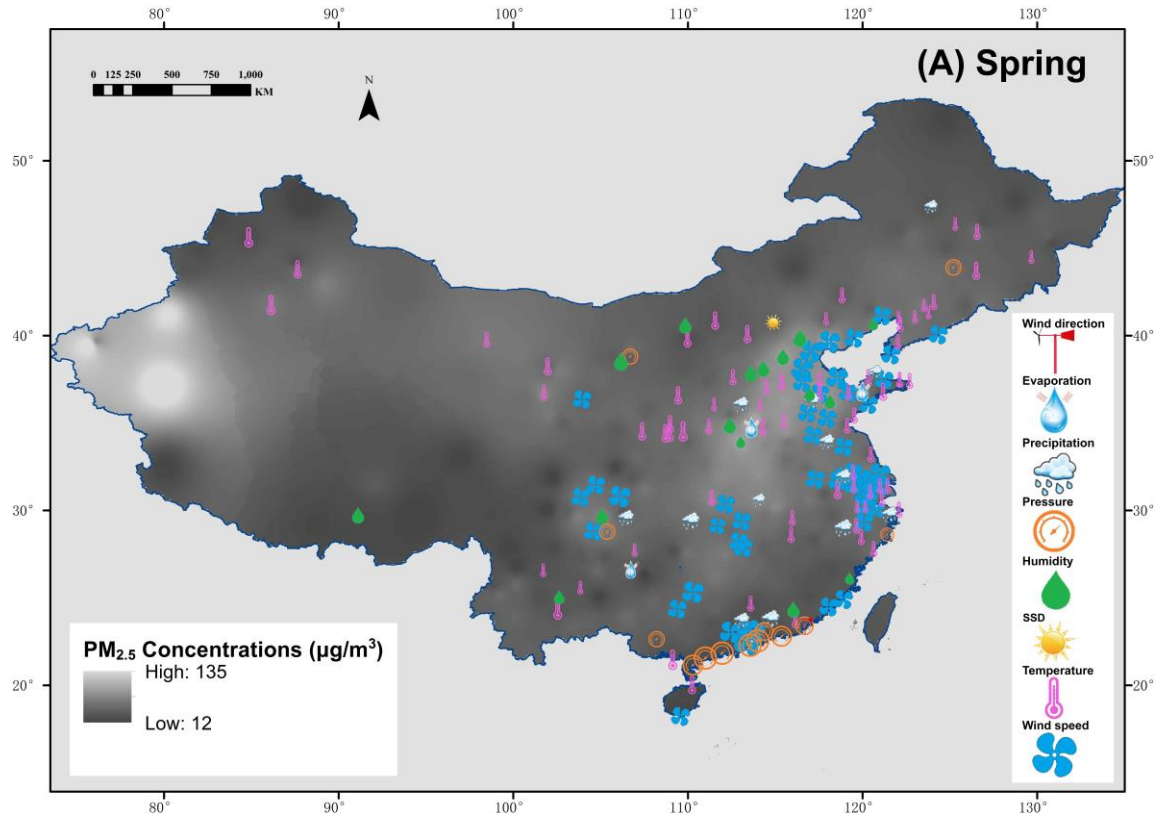 80° 90° 100° 110° 120° 130°
(A) Spring
0 125 250 500 750 1,000
KM
N
50° 50°
40° 40°
30° 30°
20° 20°
Wind direction
Evaporation
Precipitation
Pressure
Humidity
SSD
Temperature
Wind speed
PM2.5 Concentrations (µg/m³)
High: 135
Low: 12
80° 90° 100° 110° 120° 130°